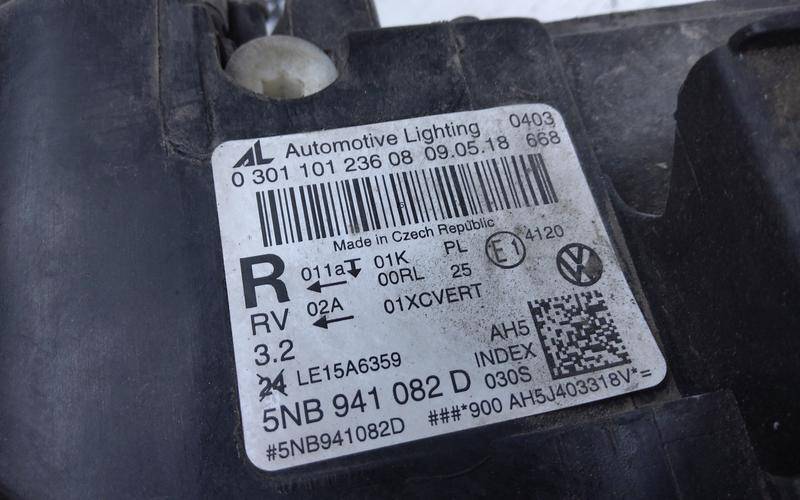 AL Automotive Lighting 0403
0 301 101 236 08 09.05.18 668
Made in Czech Republic
R 011a 01K PL E1 4120
00RL 25
RV 02A 01XCVERT
3.2 AH5
24 LE15A6359 INDEX
5NB 941 082 D 030S
#5NB941082D ###*900 AH5J403318V*=